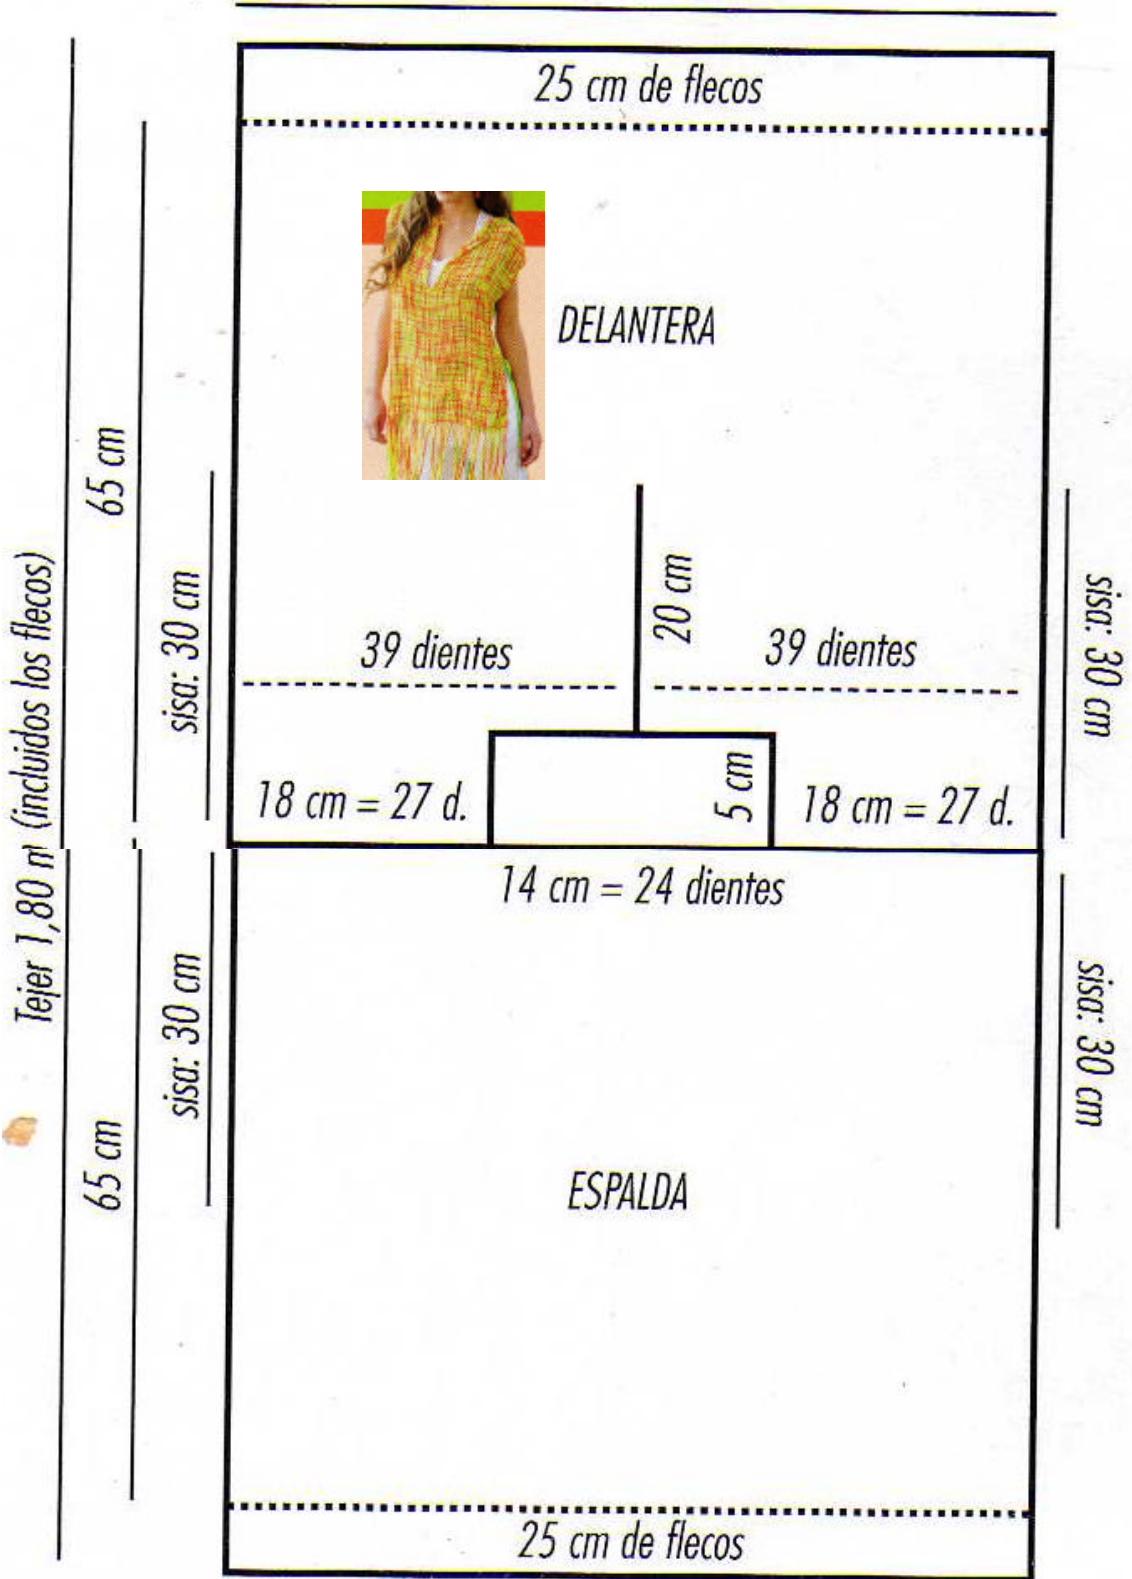 25 cm de flecos
DELANTERA
65 cm
sisa: 30 cm
20 cm
sisa: 30 cm
39 dientes
39 dientes
18 cm = 27 d.
5 cm
18 cm = 27 d.
Tejer 1,80 m (incluidos los flecos)
14 cm = 24 dientes
sisa: 30 cm
sisa: 30 cm
65 cm
ESPALDA
25 cm de flecos